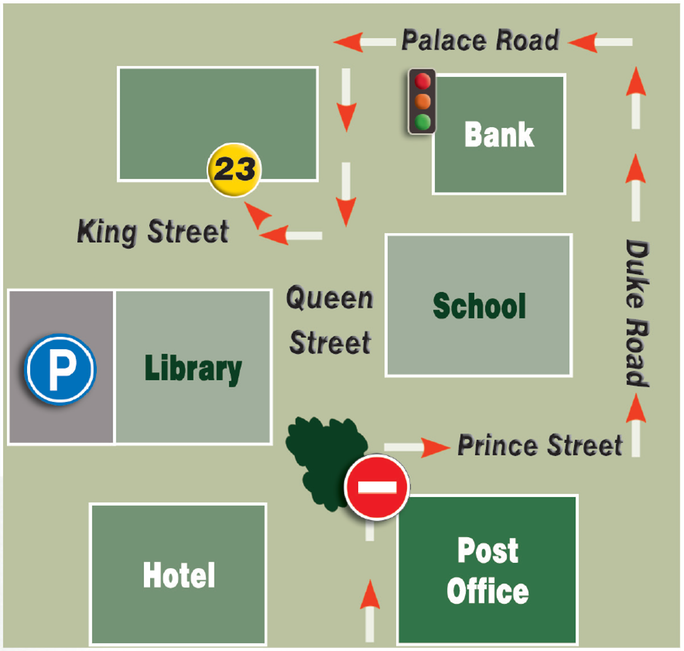 Palace Road
Bank
23
King Street
Duke Road
Queen
Street
School
P
Library
Prince Street
Hotel
Post
Office